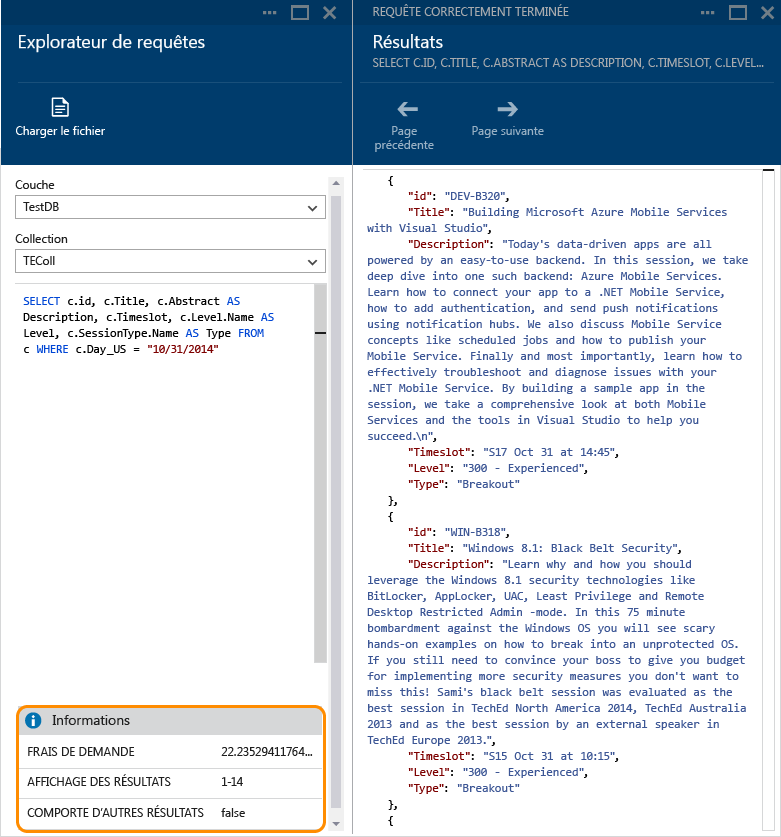 Explorateur de requêtes
Charger le fichier
Couche
TestDB
Collection
TEColl
SELECT c.id, c.Title, c.Abstract AS
Description, c.Timeslot, c.Level.Name AS
Level, c.SessionType.Name AS Type FROM
c WHERE c.Day_US = "10/31/2014"
Informations
FRAIS DE DEMANDE 22.23529411764...
AFFICHAGE DES RÉSULTATS 1-14
COMPORTE D'AUTRES RÉSULTATS false
REQUÊTE CORRECTEMENT TERMINÉE
Résultats
SELECT C.ID, C.TITLE, C.ABSTRACT AS DESCRIPTION, C.TIMESLOT, C.LEVEL...
Page
précédente
Page suivante
{
"id": "DEV-B320",
"Title": "Building Microsoft Azure Mobile Services
with Visual Studio",
"Description": "Today's data-driven apps are all
powered by an easy-to-use backend. In this session, we take
deep dive into one such backend: Azure Mobile Services.
Learn how to connect your app to a .NET Mobile Service,
how to add authentication, and send push notifications
using notification hubs. We also discuss Mobile Service
concepts like scheduled jobs and how to publish your
Mobile Service. Finally and most importantly, learn how to
effectively troubleshoot and diagnose issues with your
.NET Mobile Service. By building a sample app in the
session, we take a comprehensive look at both Mobile
Services and the tools in Visual Studio to help you
succeed.\n",
"Timeslot": "S17 Oct 31 at 14:45",
"Level": "300 - Experienced",
"Type": "Breakout"
},
{
"id": "WIN-B318",
"Title": "Windows 8.1: Black Belt Security",
"Description": "Learn why and how you should
leverage the Windows 8.1 security technologies like
BitLocker, AppLocker, UAC, Least Privilege and Remote
Desktop Restricted Admin -mode. In this 75 minute
bombardment against the Windows OS you will see scary
hands-on examples on how to break into an unprotected OS.
If you still need to convince your boss to give you budget
for implementing more security measures you don't want to
miss this! Sami's black belt session was evaluated as the
best session in TechEd North America 2014, TechEd Australia
2013 and as the best session by an external speaker in
TechEd Europe 2013.",
"Timeslot": "S15 Oct 31 at 10:15",
"Level": "300 - Experienced",
"Type": "Breakout"
},
{